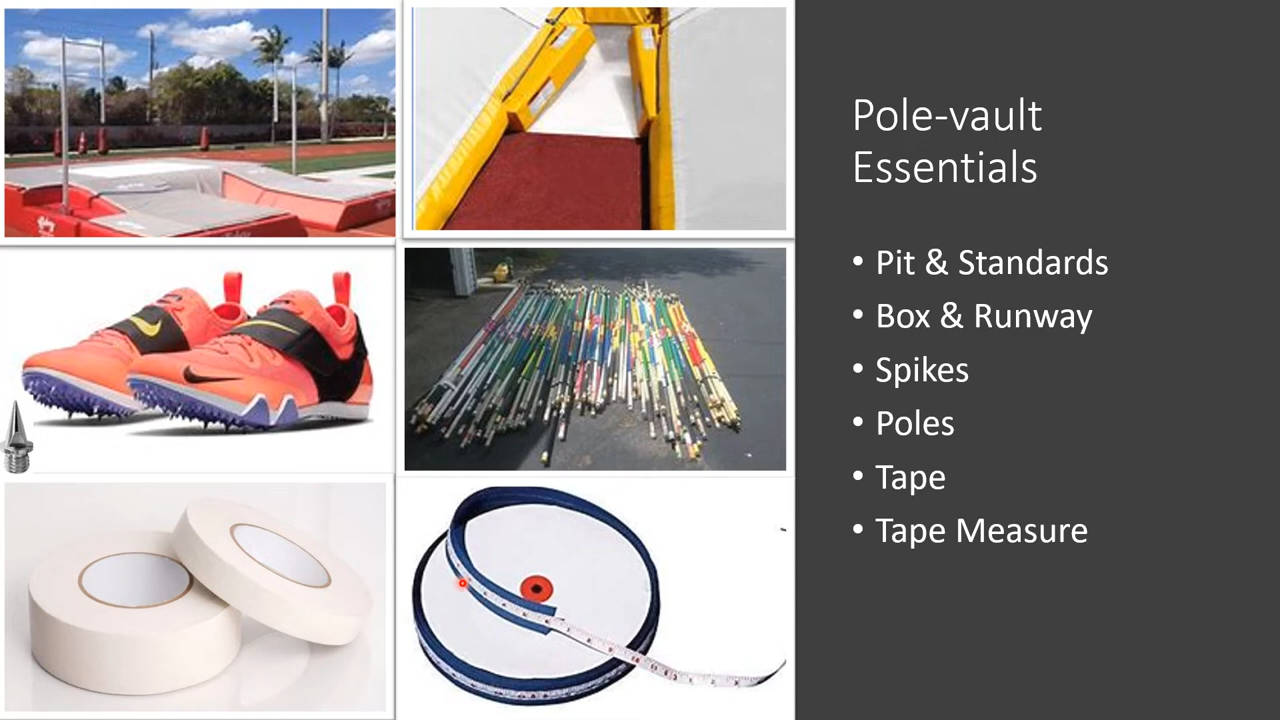 Pole-vault
Essentials
• Pit & Standards
• Box & Runway
• Spikes
• Poles
• Tape
• Tape Measure